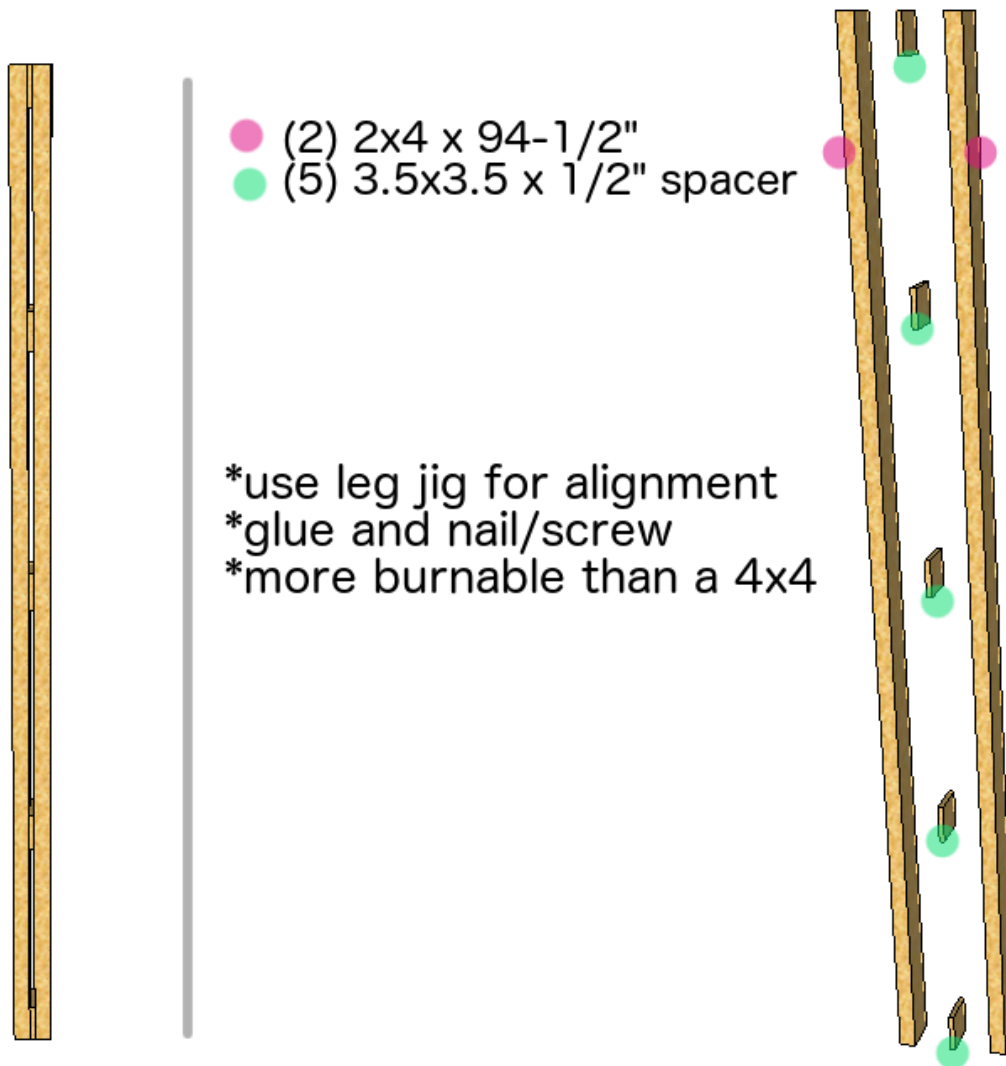 (2) 2x4 x 94-1/2"
(5) 3.5x3.5 x 1/2" spacer
*use leg jig for alignment
*glue and nail/screw
*more burnable than a 4x4